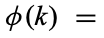 ϕ(k) =